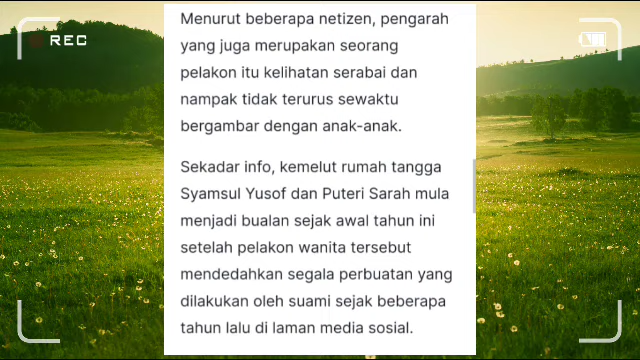 REC
Menurut beberapa netizen, pengarah
yang juga merupakan seorang
pelakon itu kelihatan serabai dan
nampak tidak terurus sewaktu
bergambar dengan anak-anak.
Sekadar info, kemelut rumah tangga
Syamsul Yusof dan Puteri Sarah mula
menjadi bualan sejak awal tahun ini
setelah pelakon wanita tersebut
mendedahkan segala perbuatan yang
dilakukan oleh suami sejak beberapa
tahun lalu di laman media sosial.